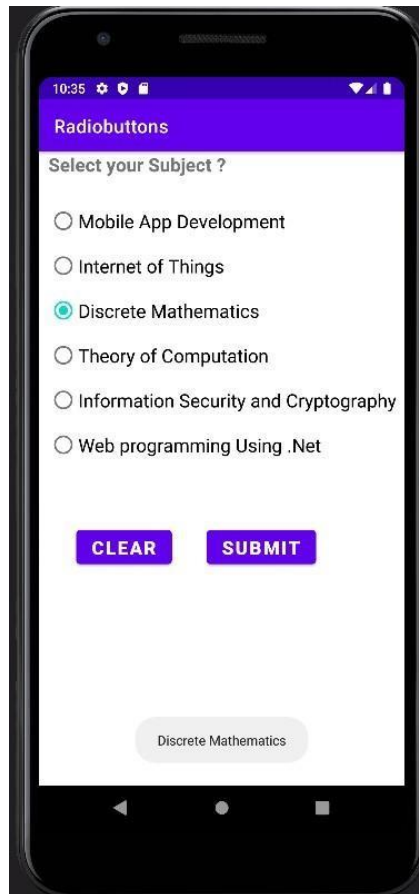 10:35
Radiobuttons
Select your Subject ?
Mobile App Development
Internet of Things
Discrete Mathematics
Theory of Computation
Information Security and Cryptography
Web programming Using .Net
CLEAR SUBMIT
Discrete Mathematics